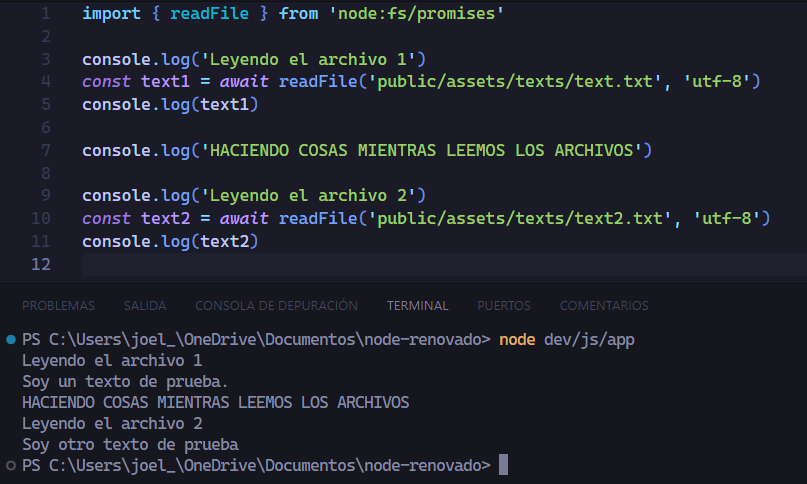 1 import { readFile } from 'node:fs/promises'
2
3 console.log('Leyendo el archivo 1')
4 const text1 = await readFile('public/assets/texts/text.txt', 'utf-8')
5 console.log(text1)
6
7 console.log('HACIENDO COSAS MIENTRAS LEEMOS LOS ARCHIVOS')
8
9 console.log('Leyendo el archivo 2')
10 const text2 = await readFile('public/assets/texts/text2.txt', 'utf-8')
11 console.log(text2)
12
PROBLEMAS SALIDA CONSOLA DE DEPURACIÓN TERMINAL PUERTOS COMENTARIOS
PS C:\Users\joel_\OneDrive\Documentos\node-renovado> node dev/js/app
Leyendo el archivo 1
Soy un texto de prueba.
HACIENDO COSAS MIENTRAS LEEMOS LOS ARCHIVOS
Leyendo el archivo 2
Soy otro texto de prueba
PS C:\Users\joel_\OneDrive\Documentos\node-renovado>